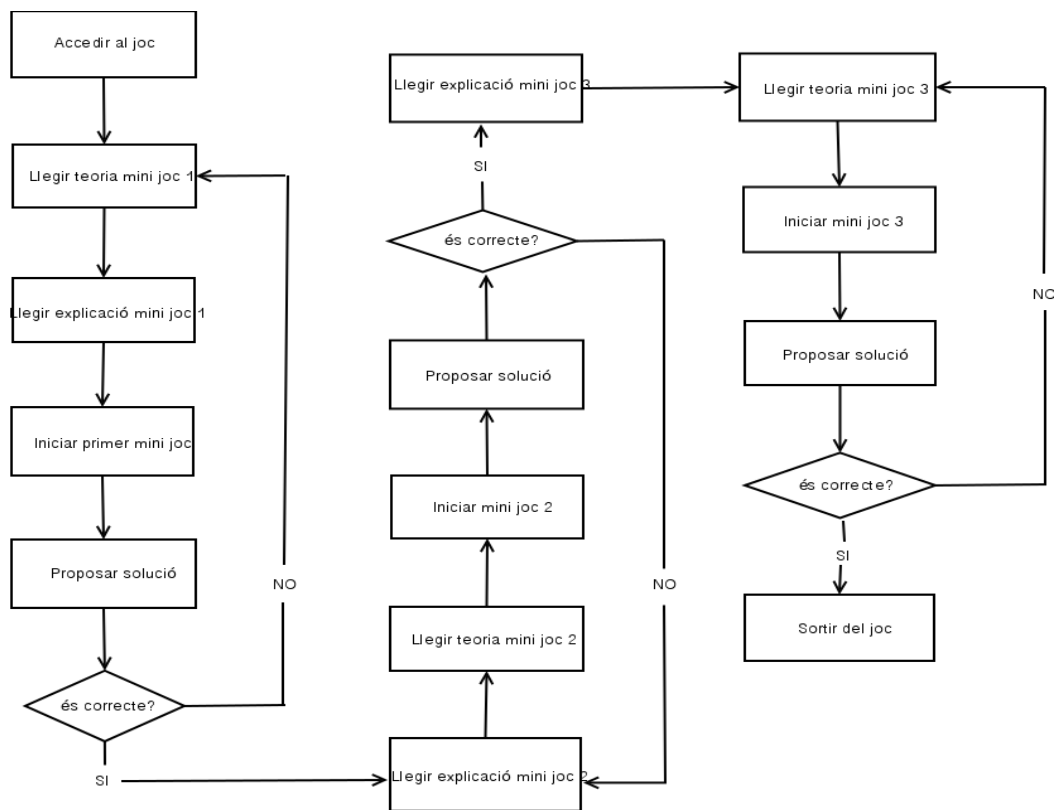 Accedir al joc
Llegir teoria mini joc 1
Llegir explicació mini joc 1
Iniciar primer mini joc
Proposar solució
és correcte?
NO
SI
Llegir explicació mini joc 2
Llegir teoria mini joc 2
Iniciar mini joc 2
Proposar solució
és correcte?
NO
SI
Llegir explicació mini joc 3
Llegir teoria mini joc 3
Iniciar mini joc 3
Proposar solució
és correcte?
NO
SI
Sortir del joc